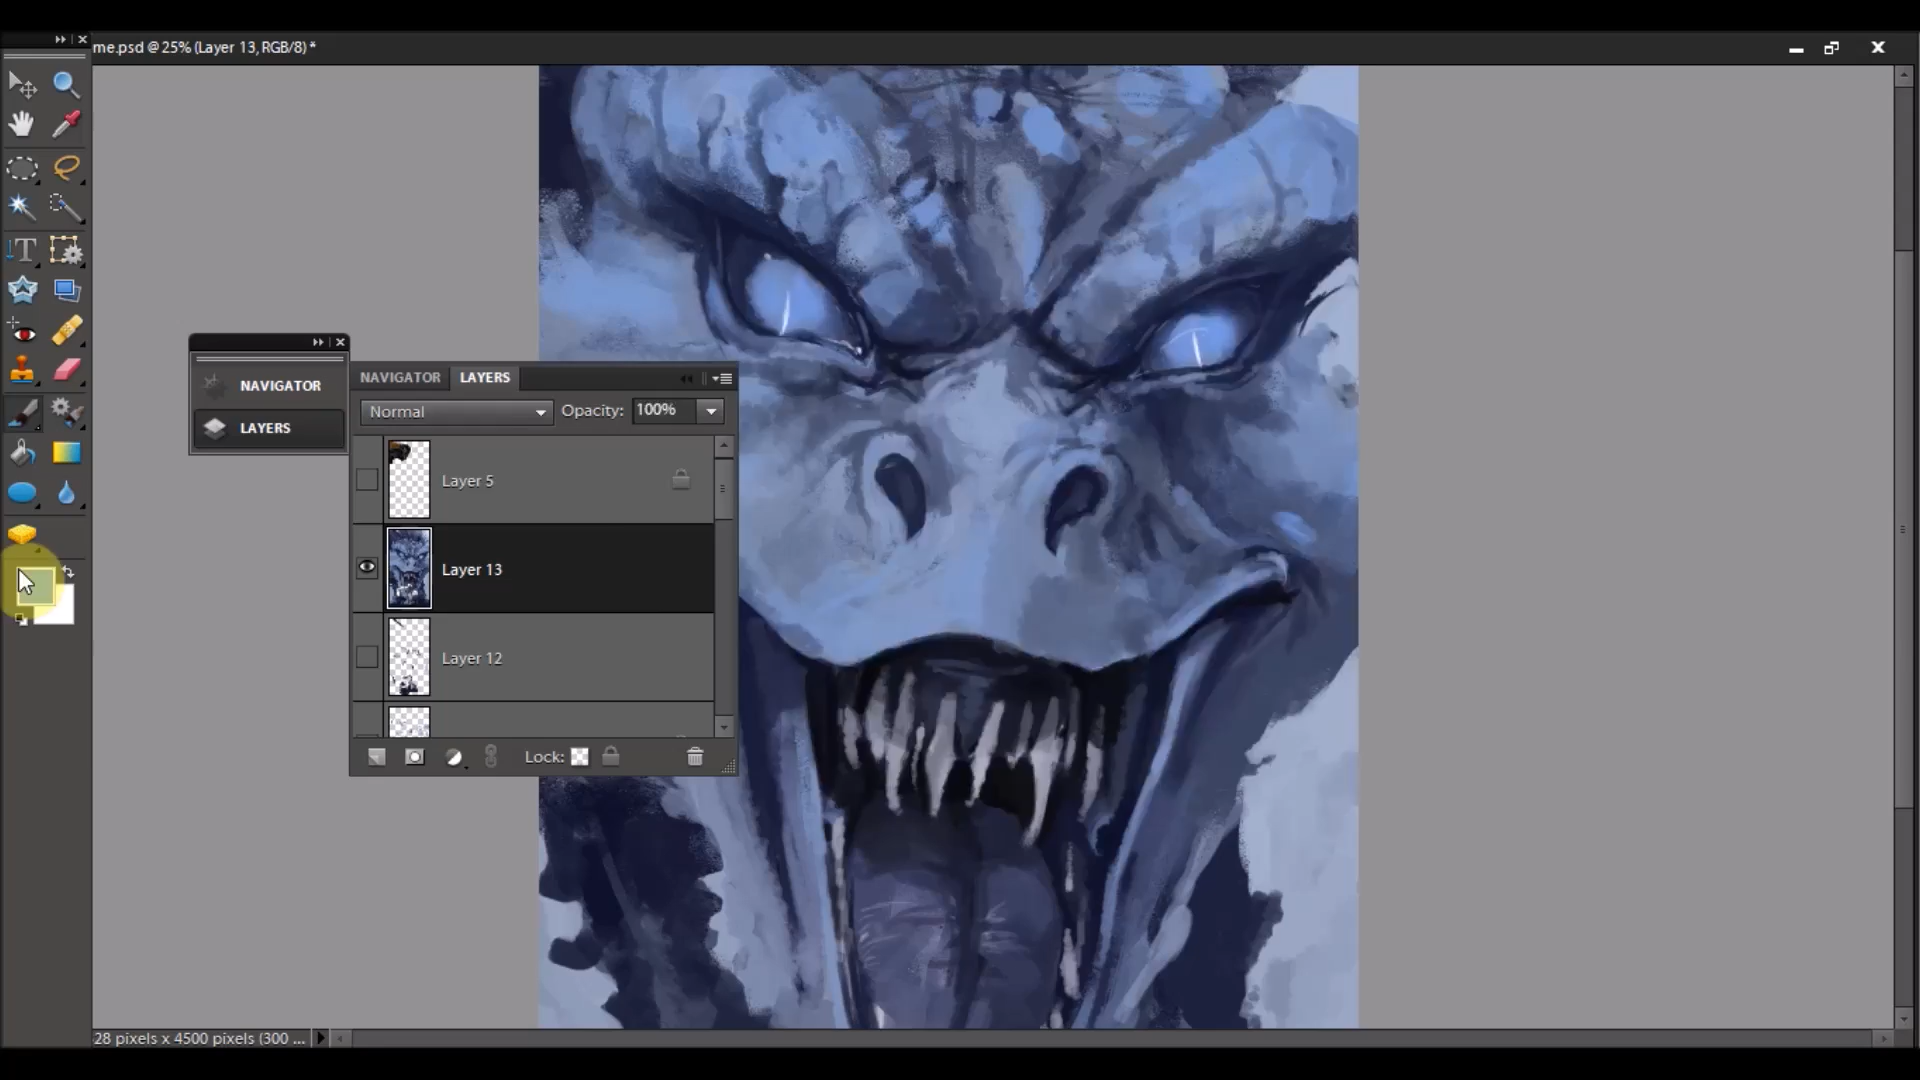 me.psd @ 25% (Layer 13, RGB/8) *
NAVIGATOR
LAYERS
NAVIGATOR LAYERS
Normal Opacity: 100%
Layer 5
Layer 13
Layer 12
Lock:
28 pixels x 4500 pixels (300 ...